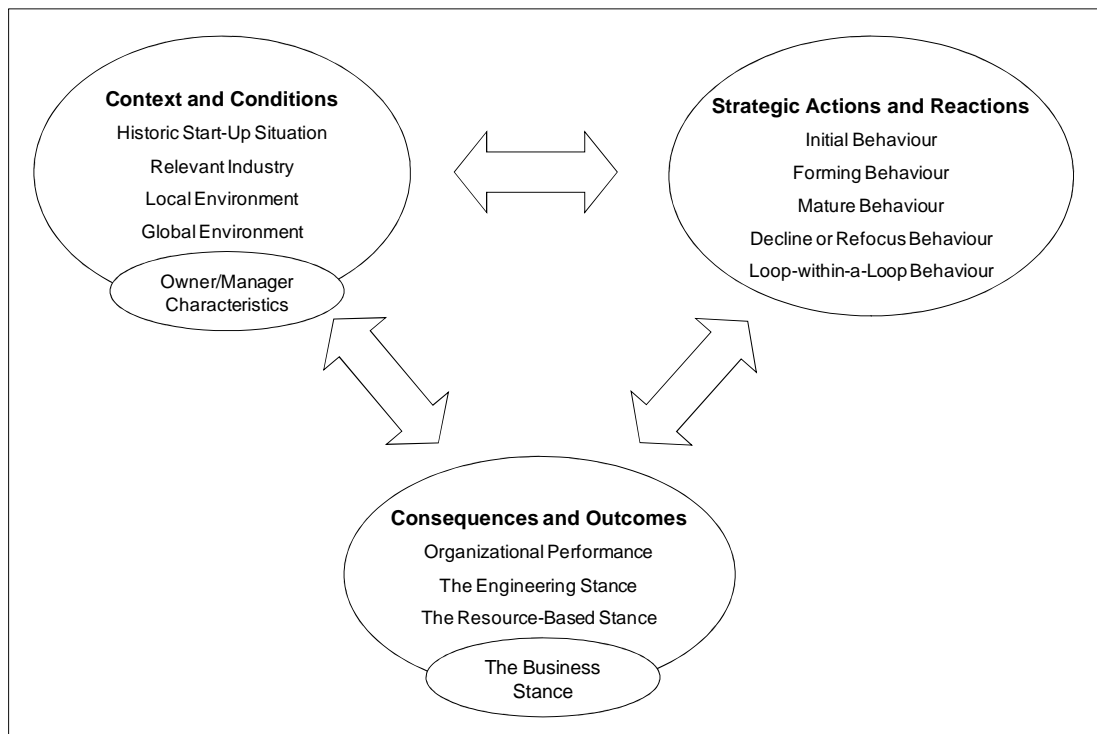 Context and Conditions
Historic Start-Up Situation
Relevant Industry
Local Environment
Global Environment
Owner/Manager
Characteristics
Strategic Actions and Reactions
Initial Behaviour
Forming Behaviour
Mature Behaviour
Decline or Refocus Behaviour
Loop-within-a-Loop Behaviour
Consequences and Outcomes
Organizational Performance
The Engineering Stance
The Resource-Based Stance
The Business
Stance